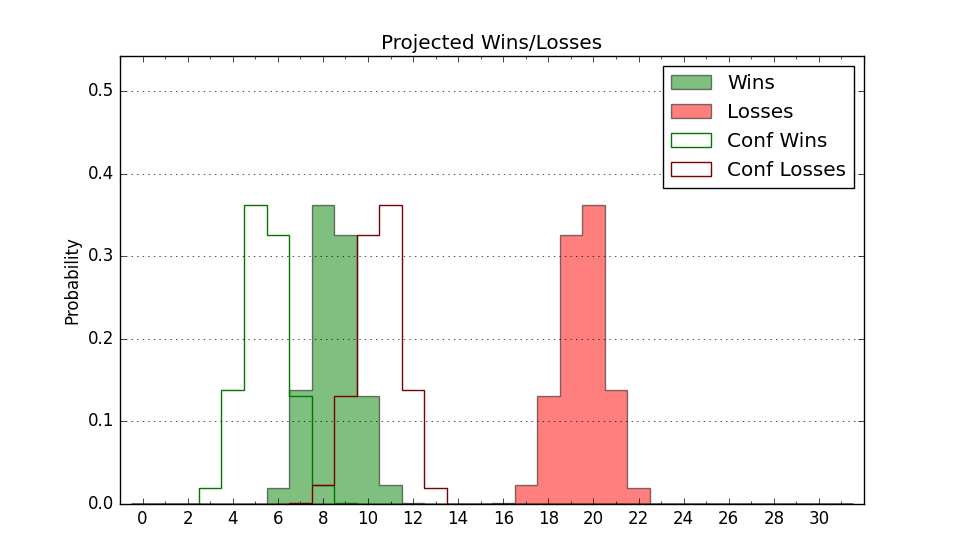 Projected Wins/Losses
Wins
Losses
Conf Wins
Conf Losses
Probability
0.5
0.4
0.3
0.2
0.1
0.0
0 2 4 6 8 10 12 14 16 18 20 22 24 26 28 30